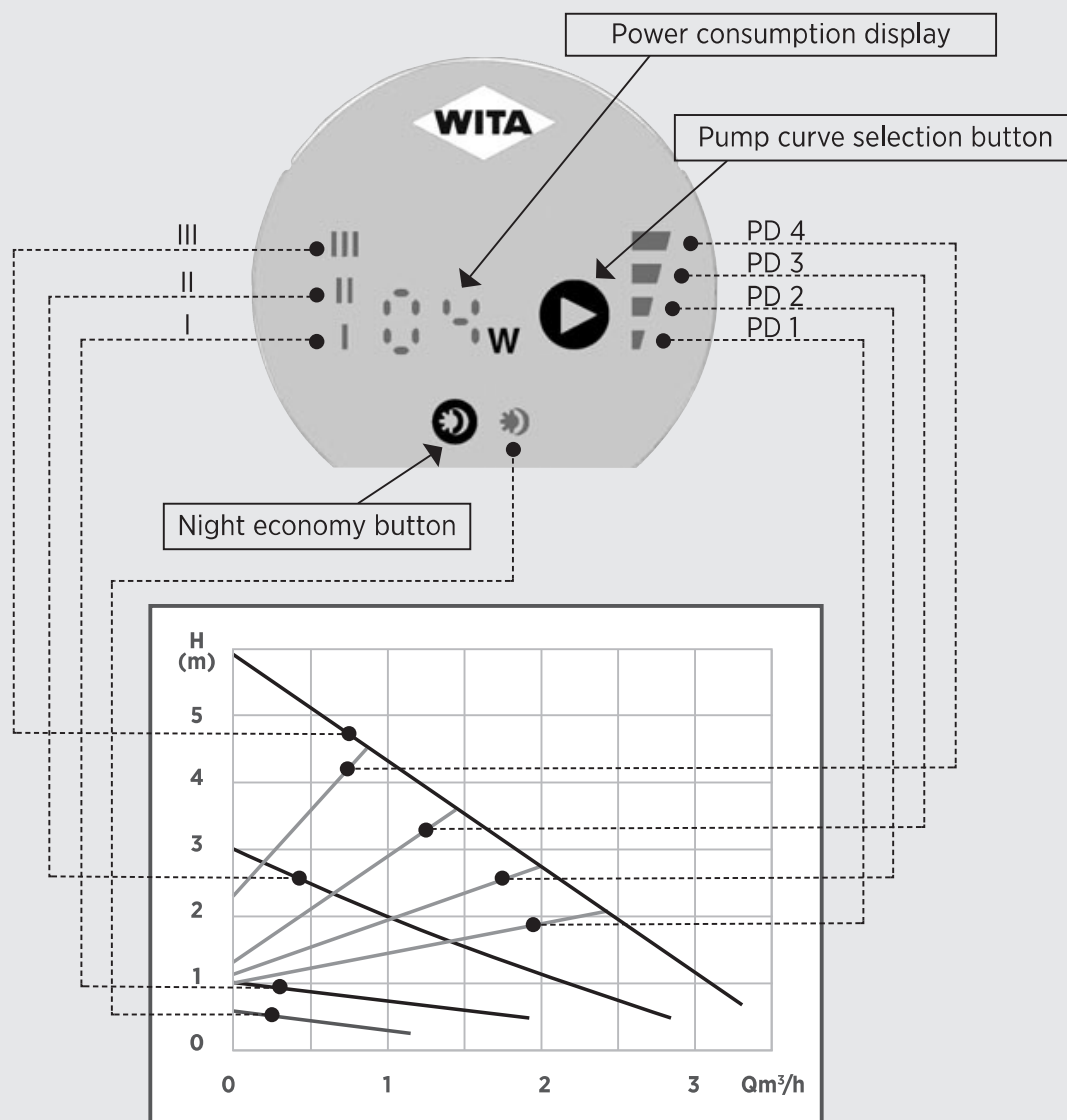 Power consumption display
WITA
Pump curve selection button
III
II
I
III
II
I
04 W
PD 4
PD 3
PD 2
PD 1
Night economy button
H
(m)
5
4
3
2
1
0
0 1 2 3 Qm³/h